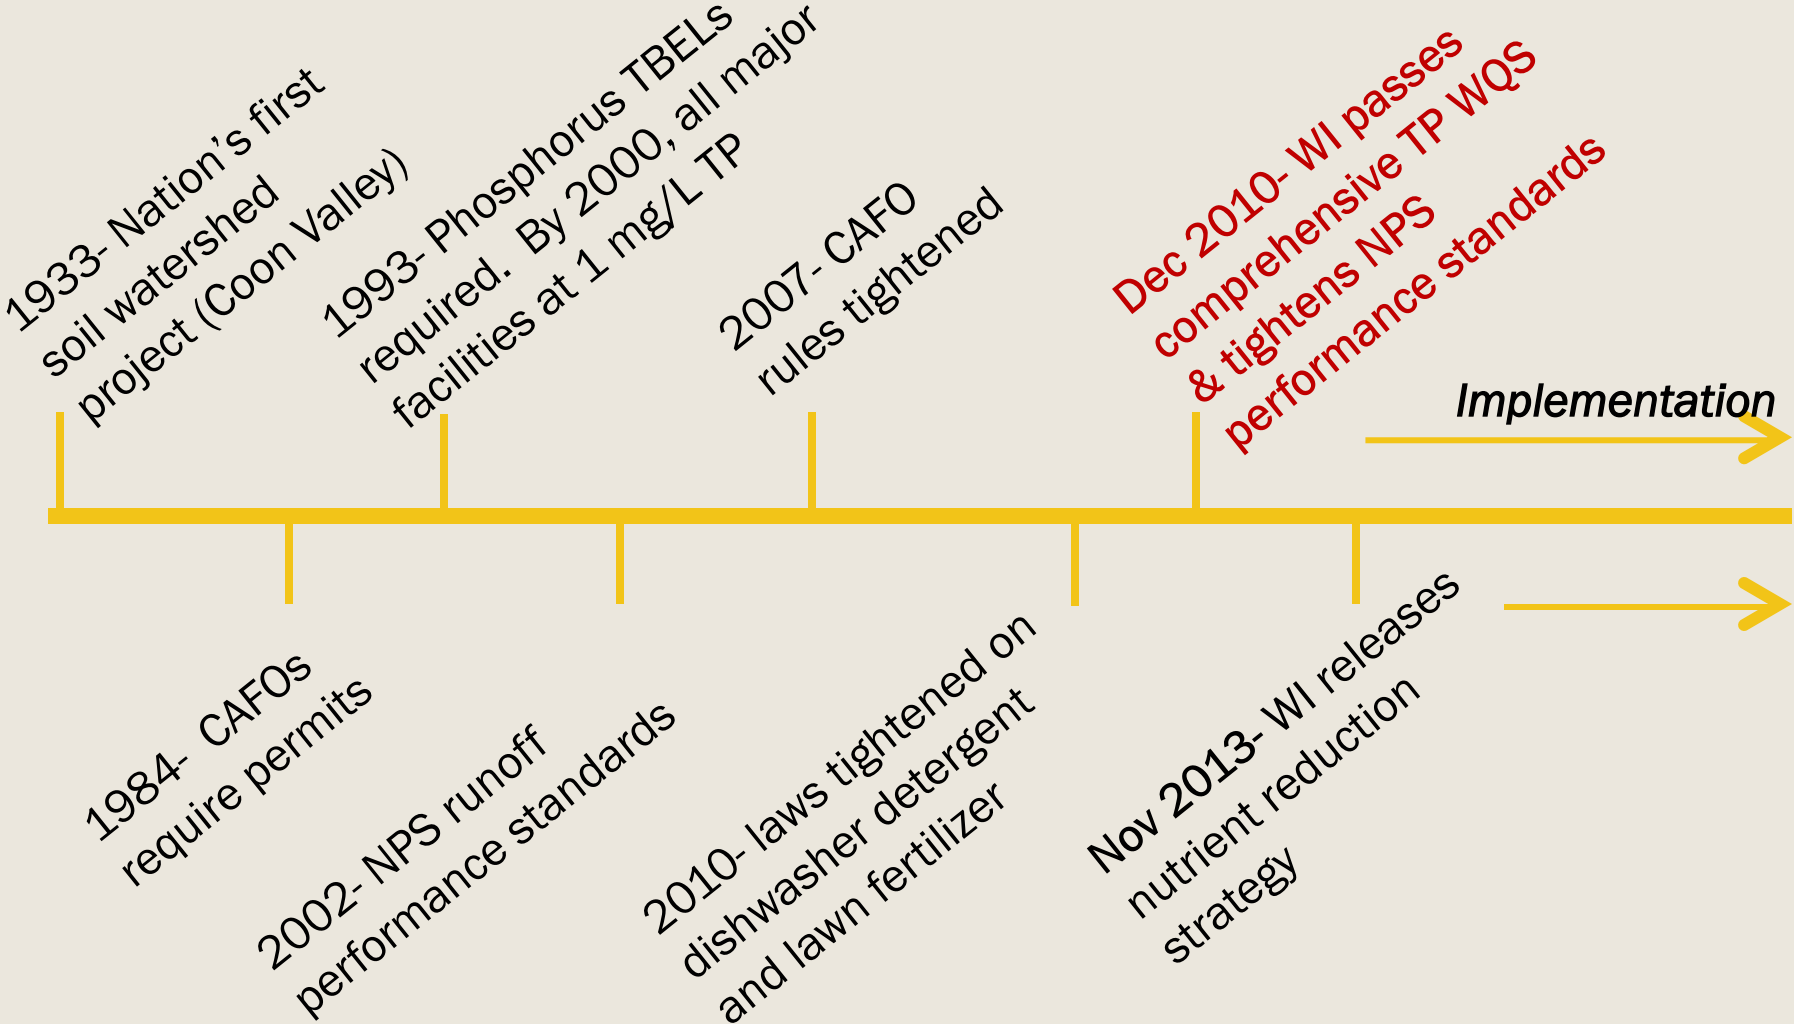 1933- Nation’s first
soil watershed
project (Coon Valley)
1993- Phosphorus TBELs
required.  By 2000, all major
facilities at 1 mg/L TP
2007- CAFO
rules tightened
Dec 2010- WI passes
comprehensive TP WQS
& tightens NPS
performance standards
Implementation
1984-  CAFOs
require permits
2002- NPS runoff
performance standards
2010- laws tightened on
dishwasher detergent
and lawn fertilizer
Nov 2013- WI releases
nutrient reduction
strategy